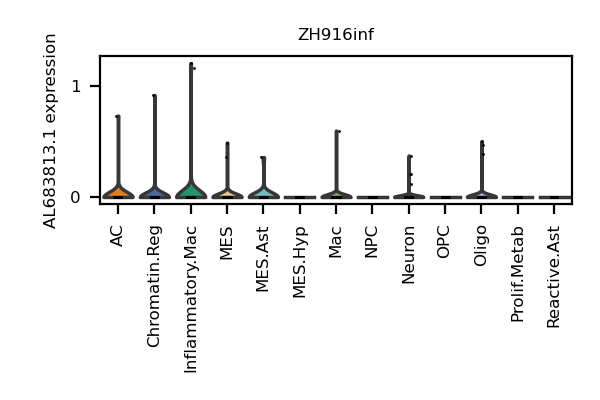 ZH916inf
AL683813.1 expression
1
0
AC
Chromatin.Reg
Inflammatory.Mac
MES
MES.Ast
MES.Hyp
Mac
NPC
Neuron
OPC
Oligo
Prolif.Metab
Reactive.Ast